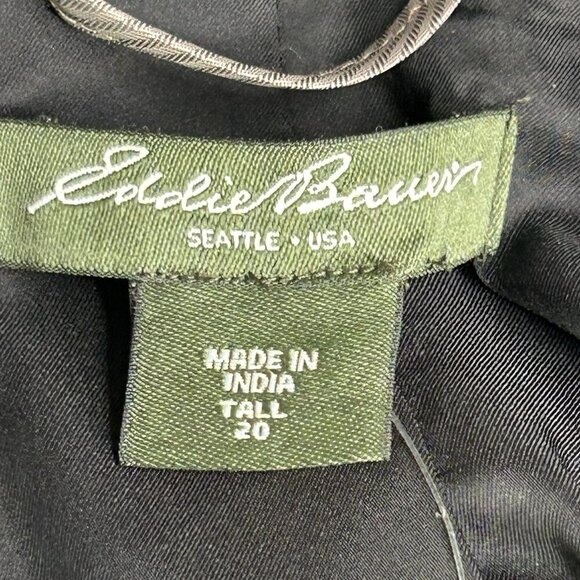 Eddie Bauer
SEATTLE • USA
MADE IN
INDIA
TALL
20